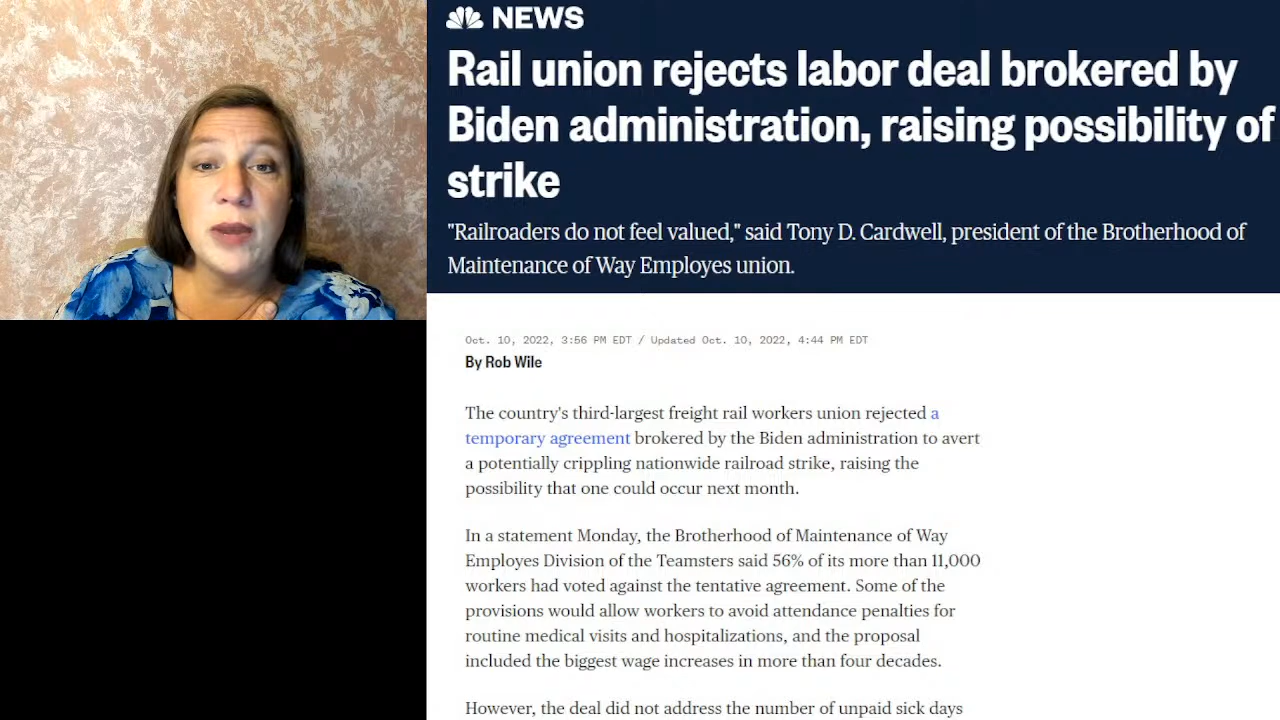 NEWS
Rail union rejects labor deal brokered by
Biden administration, raising possibility of
strike
"Railroaders do not feel valued," said Tony D. Cardwell, president of the Brotherhood of
Maintenance of Way Employes union.
Oct. 10, 2022, 3:56 PM EDT / Updated Oct. 10, 2022, 4:44 PM EDT
By Rob Wile
The country's third-largest freight rail workers union rejected a
temporary agreement brokered by the Biden administration to avert
a potentially crippling nationwide railroad strike, raising the
possibility that one could occur next month.
In a statement Monday, the Brotherhood of Maintenance of Way
Employes Division of the Teamsters said 56% of its more than 11,000
workers had voted against the tentative agreement. Some of the
provisions would allow workers to avoid attendance penalties for
routine medical visits and hospitalizations, and the proposal
included the biggest wage increases in more than four decades.
However, the deal did not address the number of unpaid sick days